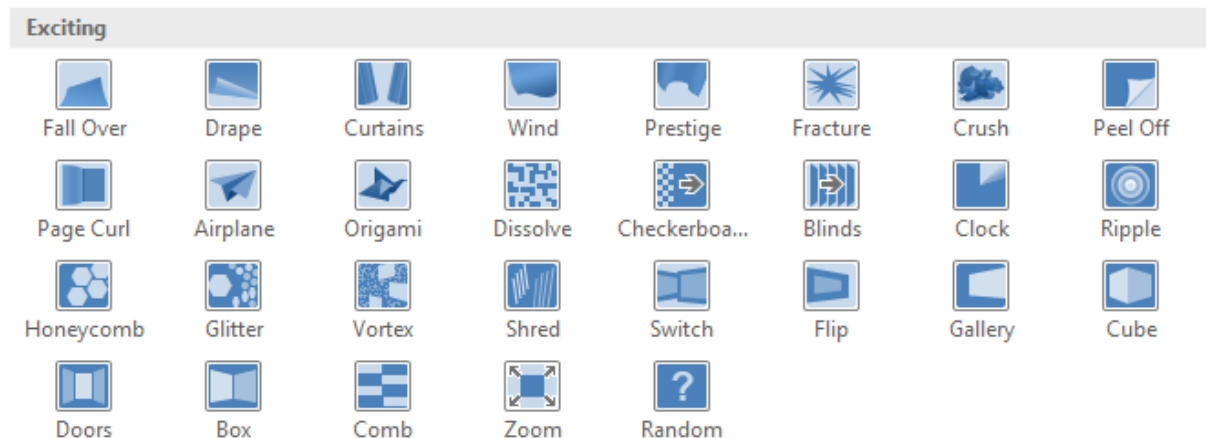 Exciting
Fall Over Drape Curtains Wind Prestige Fracture Crush Peel Off
Page Curl Airplane Origami Dissolve Checkerboa... Blinds Clock Ripple
Honeycomb Glitter Vortex Shred Switch Flip Gallery Cube
Doors Box Comb Zoom Random
?